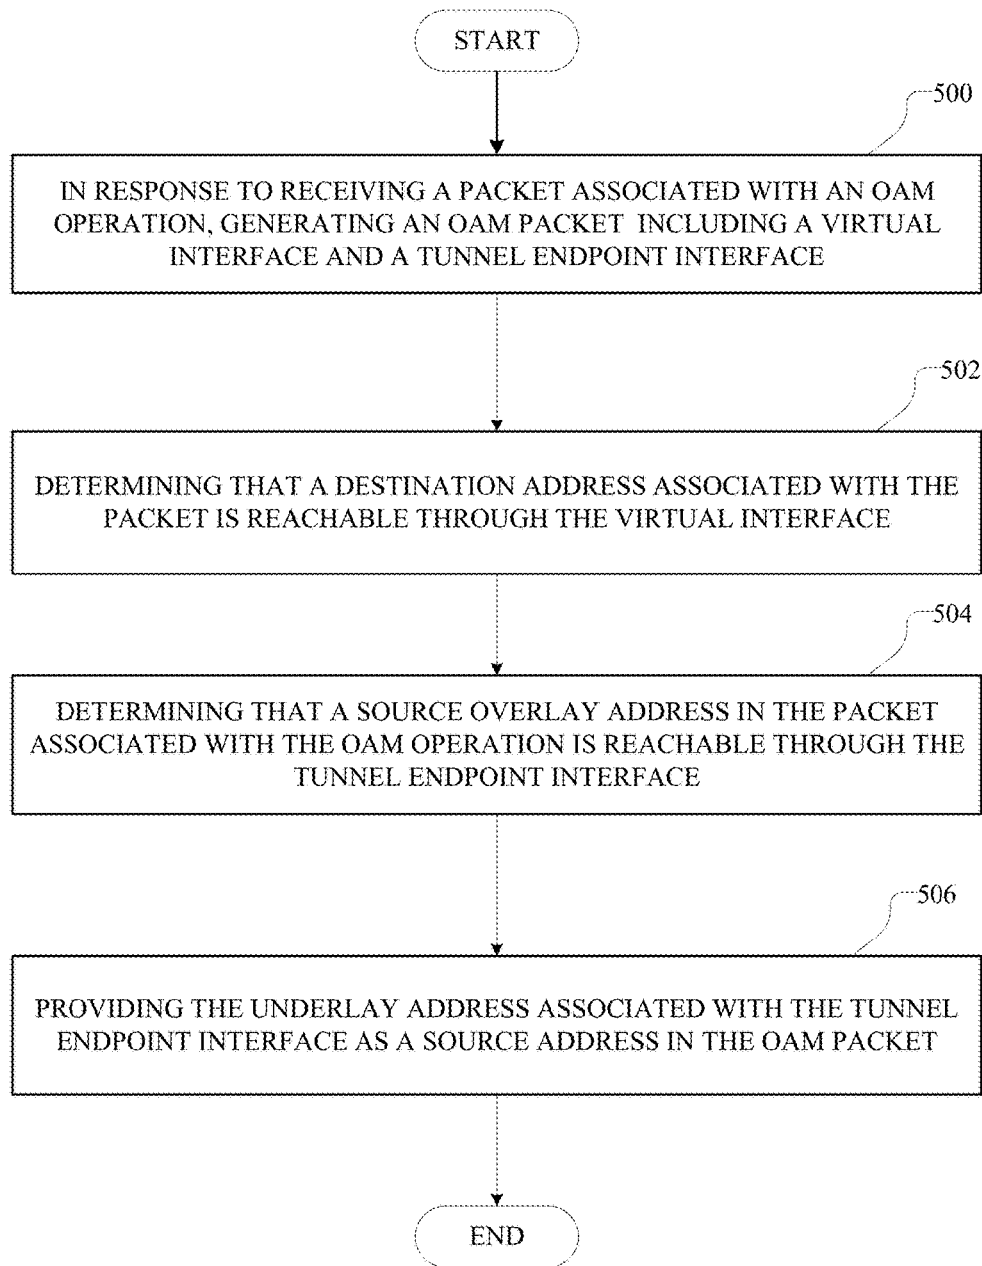 START
500
IN RESPONSE TO RECEIVING A PACKET ASSOCIATED WITH AN OAM
OPERATION, GENERATING AN OAM PACKET INCLUDING A VIRTUAL
INTERFACE AND A TUNNEL ENDPOINT INTERFACE
502
DETERMINING THAT A DESTINATION ADDRESS ASSOCIATED WITH THE
PACKET IS REACHABLE THROUGH THE VIRTUAL INTERFACE
504
DETERMINING THAT A SOURCE OVERLAY ADDRESS IN THE PACKET
ASSOCIATED WITH THE OAM OPERATION IS REACHABLE THROUGH THE
TUNNEL ENDPOINT INTERFACE
506
PROVIDING THE UNDERLAY ADDRESS ASSOCIATED WITH THE TUNNEL
ENDPOINT INTERFACE AS A SOURCE ADDRESS IN THE OAM PACKET
END